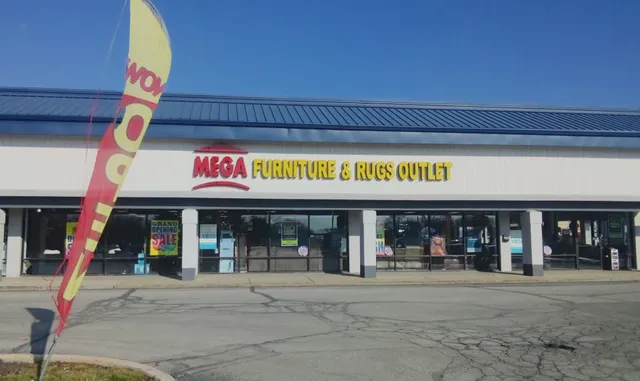 NOW
OPEN
MEGA FURNITURE & RUGS OUTLET
GRAND
OPENING
SALE